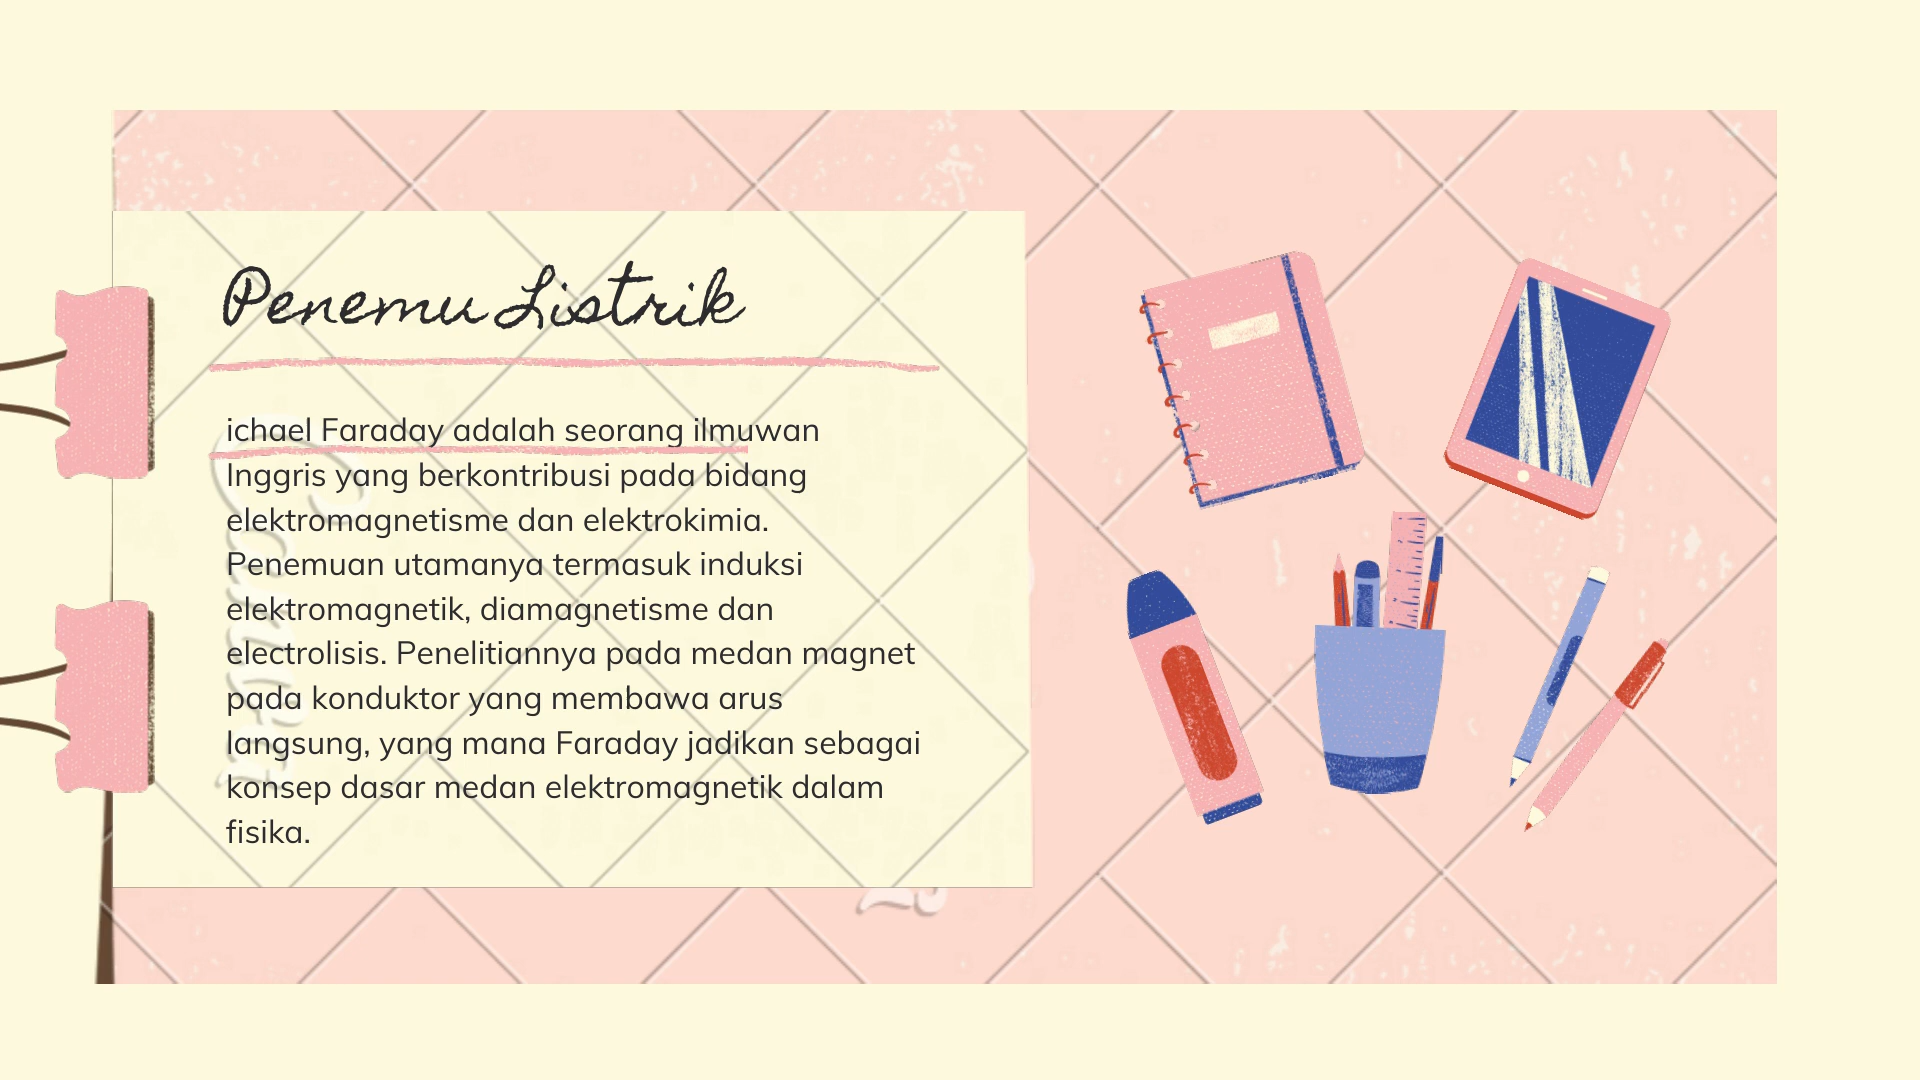 Penemu Listrik
ichael Faraday adalah seorang ilmuwan
Inggris yang berkontribusi pada bidang
elektromagnetisme dan elektrokimia.
Penemuan utamanya termasuk induksi
elektromagnetik, diamagnetisme dan
electrolisis. Penelitiannya pada medan magnet
pada konduktor yang membawa arus
langsung, yang mana Faraday jadikan sebagai
konsep dasar medan elektromagnetik dalam
fisika.